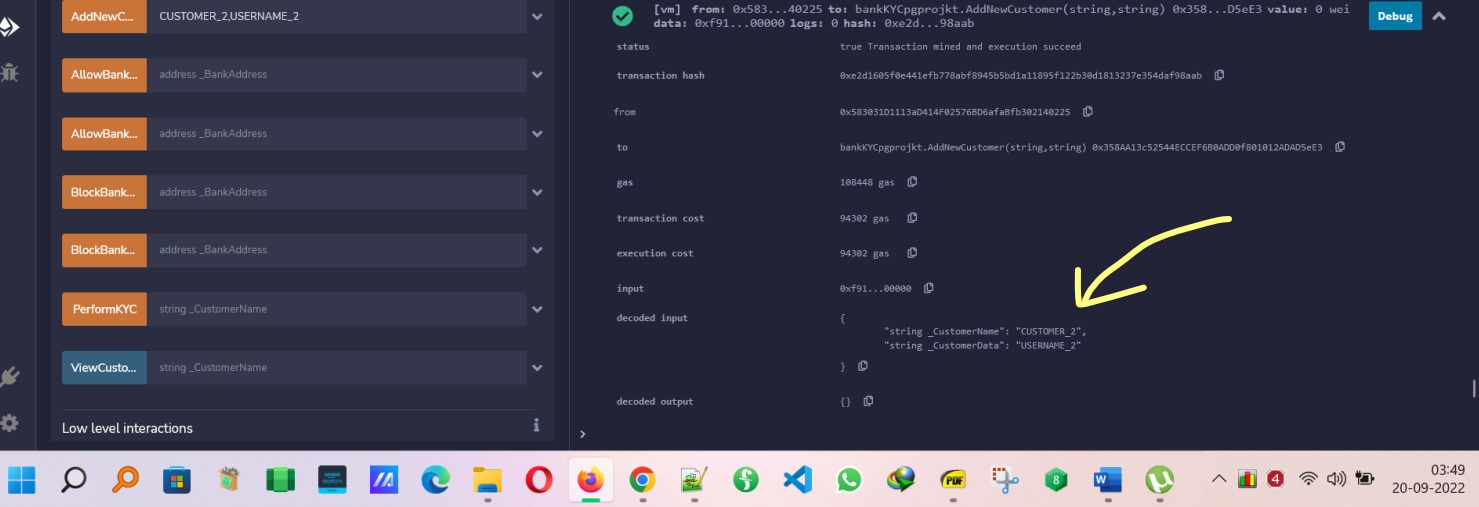 AddNewC... CUSTOMER_2,USERNAME_2
AllowBank... address _BankAddress
AllowBank... address _BankAddress
BlockBank... address _BankAddress
BlockBank... address _BankAddress
PerformKYC string _CustomerName
ViewCusto... string _CustomerName
Low level interactions i
[vm] from: 0x583...40225 to: bankKYCpgprojkt.AddNewCustomer(string,string) 0x358...D5eE3 value: 0 wei
data: 0xf91...00000 logs: 0 hash: 0xe2d...98aab
Debug
status true Transaction mined and execution succeed
transaction hash 0xe2d1605f0e441efb778abf8945b5bd1a11895f122b30d1813237e354daf98aab
from 0x583031D1113aD414F02576BD6afaBfb302140225
to bankKYCpgprojkt.AddNewCustomer(string,string) 0x358AA13c52544ECCEF6B0ADD0f801012ADAD5eE3
gas 108448 gas
transaction cost 94302 gas
execution cost 94302 gas
input 0xf91...00000
decoded input {
"string _CustomerName": "CUSTOMER_2",
"string _CustomerData": "USERNAME_2"
}
decoded output {}
>
PDF
8
W
4
03:49
20-09-2022